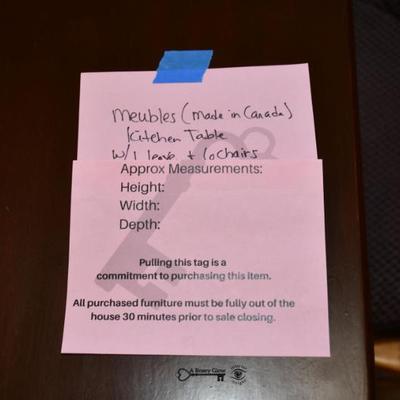 Meubles (made in Canada)
Kitchen Table
w/1 leaf + 6 chairs
Approx Measurements:
Height:
Width:
Depth:
Pulling this tag is a
commitment to purchasing this item.
All purchased furniture must be fully out of the
house 30 minutes prior to sale closing.
A Rosey Glow